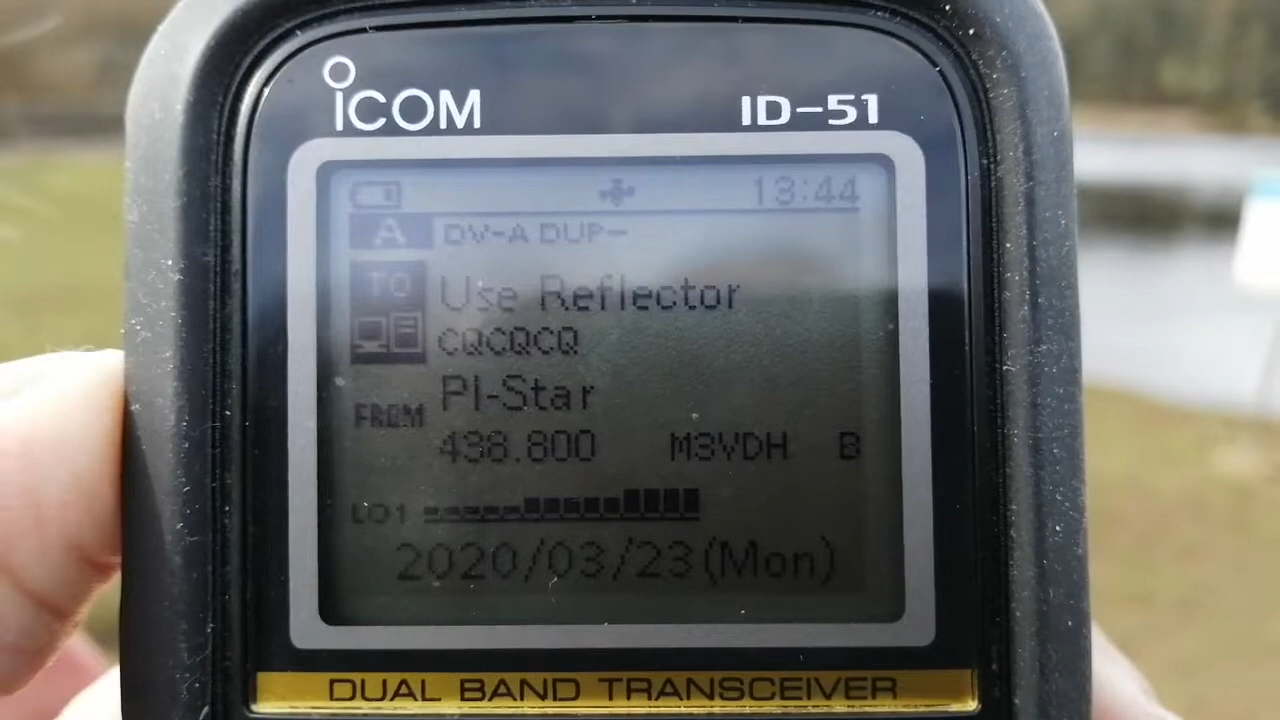 ICOM ID-51
13:44
A DV-A DUP-
TO Use Reflector
CQCQCQ
FROM PI-Star
438.800 M3VDH B
LO1
2020/03/23(Mon)
DUAL BAND TRANSCEIVER